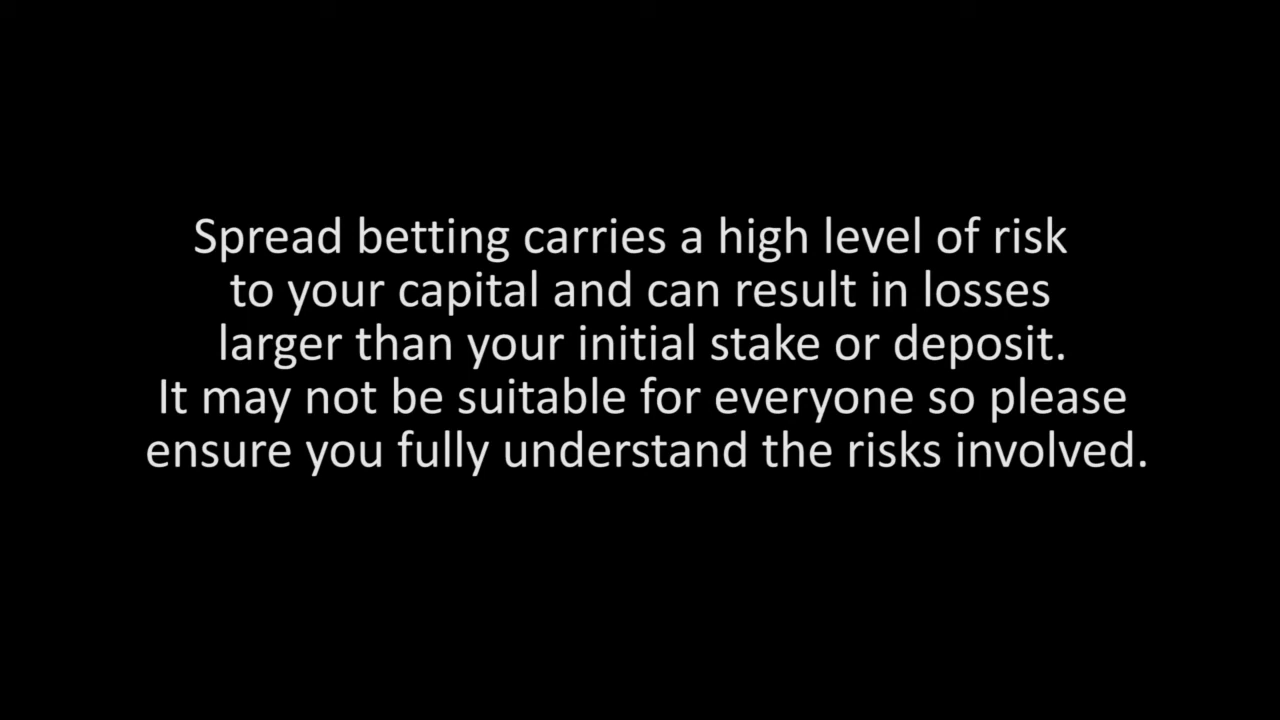 Spread betting carries a high level of risk
to your capital and can result in losses
larger than your initial stake or deposit.
It may not be suitable for everyone so please
ensure you fully understand the risks involved.